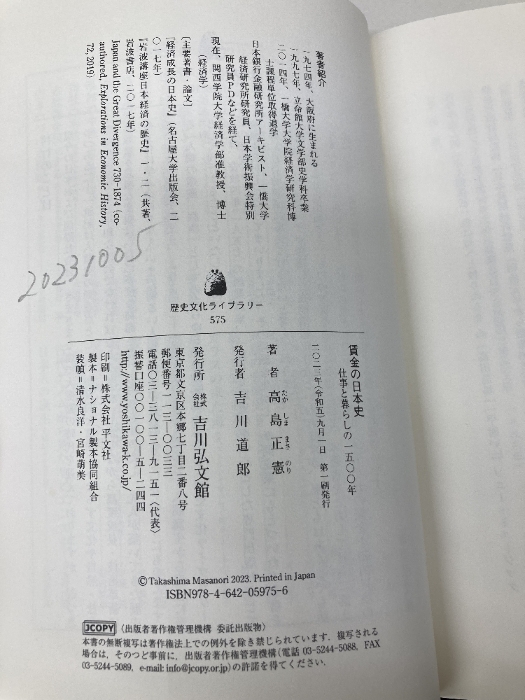 著者紹介
一九七四年、大阪府に生まれる
一九九七年、立命館大学文学部史学科卒業
二〇一四年、一橋大学大学院経済学研究科博
士課程単位取得退学
日本銀行金融研究所アーキビスト、一橋大学
経済研究所研究員、日本学術振興会特別
研究員PDなどを経て、
現在、関西学院大学経済学部准教授、博士
(経済学)
〔主要著書・論文〕
『経済成長の日本史』(名古屋大学出版会、二
〇一七年)
『岩波講座日本経済の歴史』一・二(共著、
岩波書店、二〇一七年)
Japan and the Great Divergence 730-1874 (co-
authored, Explorations in Economic History,
72, 2019)
20231005
歴史文化ライブラリー
575
賃金の日本史
仕事と暮らしの一五〇〇年
二〇二三年(令和五)九月一日 第一刷発行
著者 高島正憲
たか しま まさ のり
発行者 吉川道郎
発行所 株式会社 吉川弘文館
東京都文京区本郷七丁目二番八号
郵便番号一一三―〇〇三三
電話〇三―三八一三―九一五一〈代表〉
振替口座〇〇一〇〇―五―二四四
http://www.yoshikawa-k.co.jp/
印刷=株式会社 平文社
製本=ナショナル製本協同組合
装幀=清水良洋・宮崎萌美
© Takashima Masanori 2023. Printed in Japan
ISBN978-4-642-05975-6
JCOPY 〈出版者著作権管理機構 委託出版物〉
本書の無断複写は著作権法上での例外を除き禁じられています.複写される
場合は,そのつど事前に,出版者著作権管理機構(電話 03-5244-5088, FAX
03-5244-5089, e-mail: info@jcopy.or.jp)の許諾を得てください.